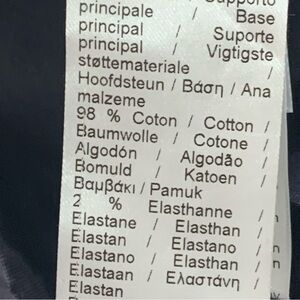 principale / Base
principal / Suporte
principal / Vigtigste
støttemateriale /
Hoofdsteun / Βάση / Ana
malzeme
98 % Coton / Cotton /
Baumwolle / Cotone /
Algodón / Algodão /
Bomuld / Katoen /
Βαμβάκι / Pamuk
2 % Elasthanne /
Elastane / Elasthan /
Elastan / Elastano /
Elastano / Elasthan /
Elastaan / Ελαστάνη /
Elastan